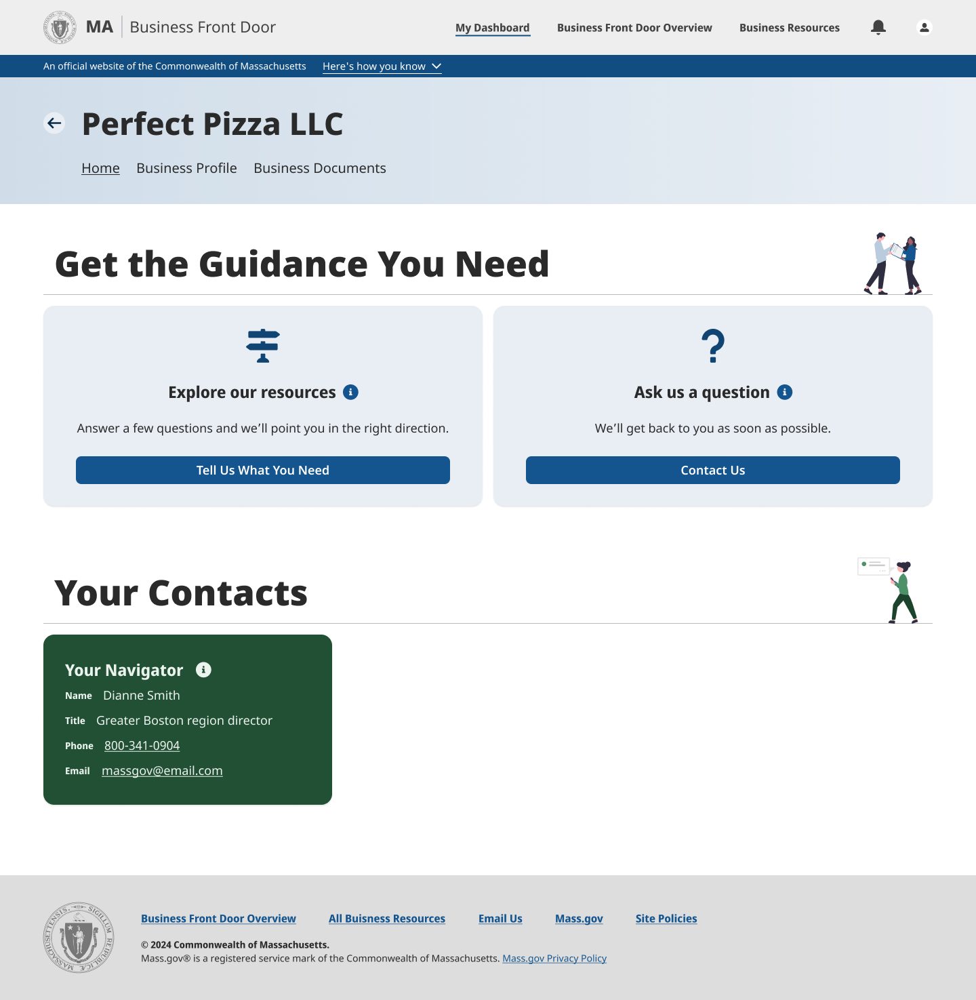 MA Business Front Door
My Dashboard Business Front Door Overview Business Resources
An official website of the Commonwealth of Massachusetts Here's how you know
Perfect Pizza LLC
Home Business Profile Business Documents
Get the Guidance You Need
Explore our resources
Answer a few questions and we’ll point you in the right direction.
Tell Us What You Need
Ask us a question
We’ll get back to you as soon as possible.
Contact Us
Your Contacts
Your Navigator
Name Dianne Smith
Title Greater Boston region director
Phone 800-341-0904
Email massgov@email.com
Business Front Door Overview All Buisness Resources Email Us Mass.gov Site Policies
© 2024 Commonwealth of Massachusetts.
Mass.gov® is a registered service mark of the Commonwealth of Massachusetts. Mass.gov Privacy Policy